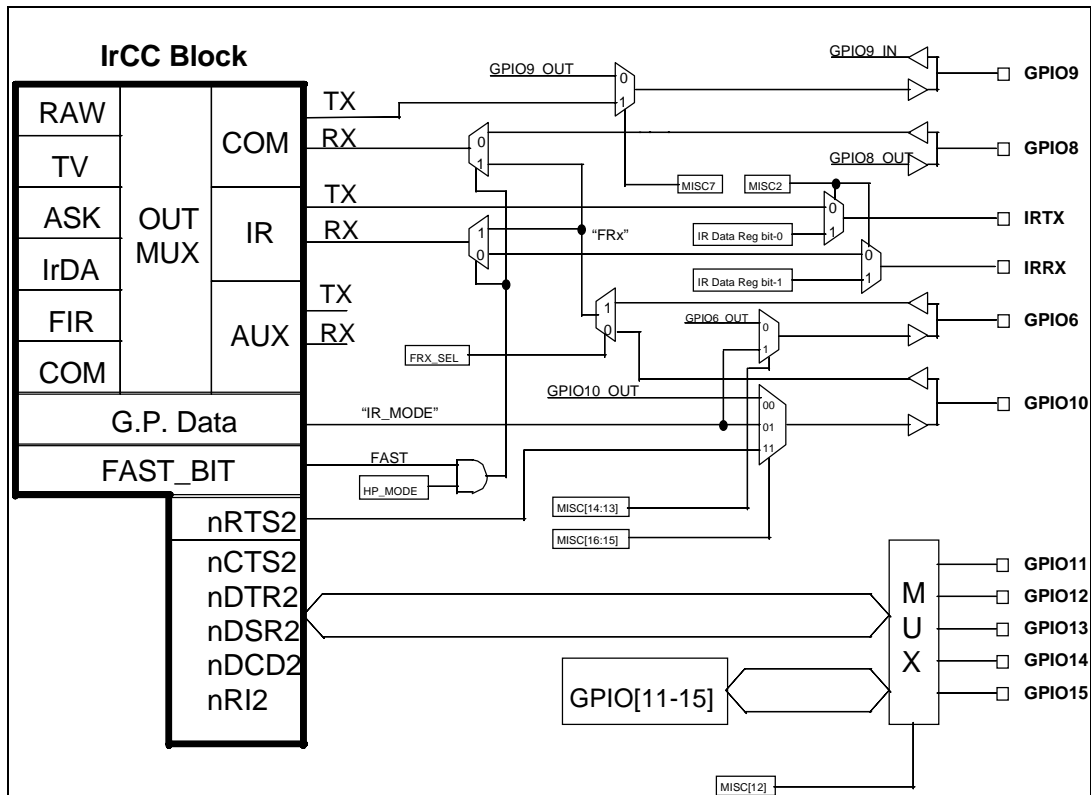 IrCC Block
RAW
TV
ASK
IrDA
FIR
COM
OUT
MUX
COM
IR
AUX
G.P. Data
FAST_BIT
nRTS2
nCTS2
nDTR2
nDSR2
nDCD2
nRI2
TX
RX
TX
RX
TX
RX
"IR_MODE"
FAST
HP_MODE
FRX_SEL
GPIO9_OUT
0
1
0
1
1
0
"FRx"
MISC7
MISC2
GPIO9_IN
GPIO8_OUT
0
1
IR Data Reg bit-0
0
1
IR Data Reg bit-1
1
0
GPIO6_OUT
0
1
GPIO10_OUT
00
01
11
MISC[14:13]
MISC[16:15]
GPIO[11-15]
M
U
X
MISC[12]
GPIO9
GPIO8
IRTX
IRRX
GPIO6
GPIO10
GPIO11
GPIO12
GPIO13
GPIO14
GPIO15